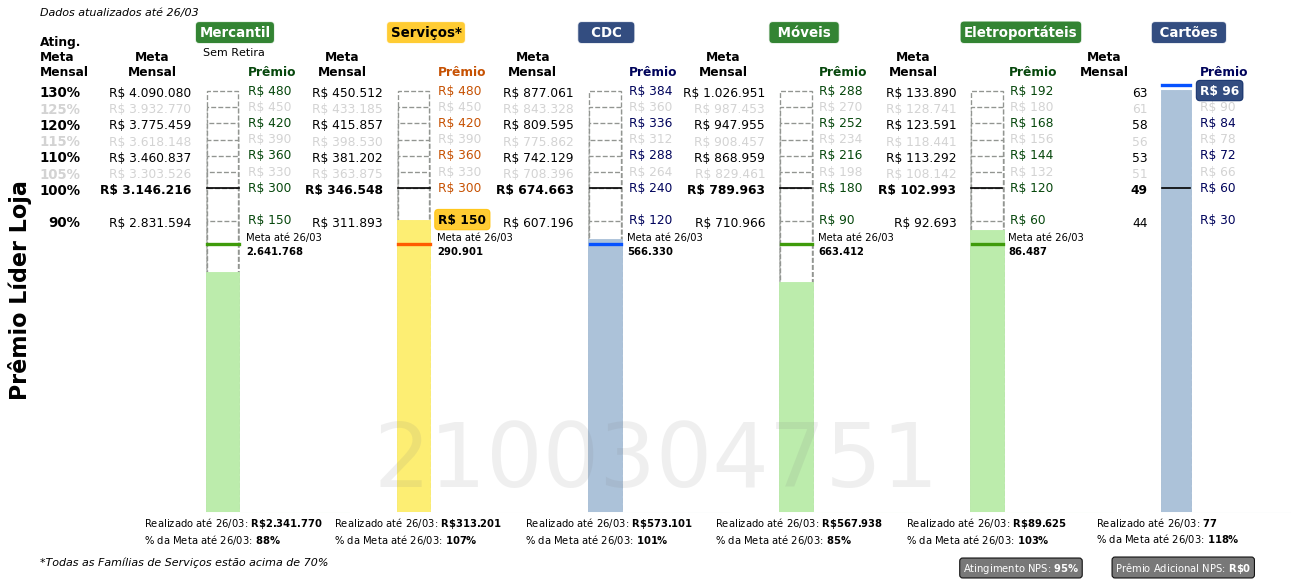 Dados atualizados até 26/03
Mercantil Serviços* CDC Móveis Eletroportáteis Cartões
Sem Retira
Ating. Meta Mensal
Meta Mensal Prêmio Meta Mensal Prêmio Meta Mensal Prêmio Meta Mensal Prêmio Meta Mensal Prêmio Meta Mensal Prêmio
130% R$ 4.090.080 R$ 480 R$ 450.512 R$ 480 R$ 877.061 R$ 384 R$ 1.026.951 R$ 288 R$ 133.890 R$ 192 63 R$ 96
125% R$ 3.932.770 R$ 450 R$ 433.185 R$ 450 R$ 843.328 R$ 360 R$ 987.453 R$ 270 R$ 128.741 R$ 180 61 R$ 90
120% R$ 3.775.459 R$ 420 R$ 415.857 R$ 420 R$ 809.595 R$ 336 R$ 947.955 R$ 252 R$ 123.591 R$ 168 58 R$ 84
115% R$ 3.618.148 R$ 390 R$ 398.530 R$ 390 R$ 775.862 R$ 312 R$ 908.457 R$ 234 R$ 118.441 R$ 156 56 R$ 78
110% R$ 3.460.837 R$ 360 R$ 381.202 R$ 360 R$ 742.129 R$ 288 R$ 868.959 R$ 216 R$ 113.292 R$ 144 53 R$ 72
105% R$ 3.303.526 R$ 330 R$ 363.875 R$ 330 R$ 708.396 R$ 264 R$ 829.461 R$ 198 R$ 108.142 R$ 132 51 R$ 66
100% R$ 3.146.216 R$ 300 R$ 346.548 R$ 300 R$ 674.663 R$ 240 R$ 789.963 R$ 180 R$ 102.993 R$ 120 49 R$ 60
90% R$ 2.831.594 R$ 150 R$ 311.893 R$ 150 R$ 607.196 R$ 120 R$ 710.966 R$ 90 R$ 92.693 R$ 60 44 R$ 30
Meta até 26/03 Meta até 26/03 Meta até 26/03 Meta até 26/03 Meta até 26/03
2.641.768 290.901 566.330 663.412 86.487
Prêmio Líder Loja
2100304751
Realizado até 26/03: R$2.341.770 Realizado até 26/03: R$313.201 Realizado até 26/03: R$573.101 Realizado até 26/03: R$567.938 Realizado até 26/03: R$89.625 Realizado até 26/03: 77
% da Meta até 26/03: 88% % da Meta até 26/03: 107% % da Meta até 26/03: 101% % da Meta até 26/03: 85% % da Meta até 26/03: 103% % da Meta até 26/03: 118%
*Todas as Famílias de Serviços estão acima de 70%
Atingimento NPS: 95% Prêmio Adicional NPS: R$0